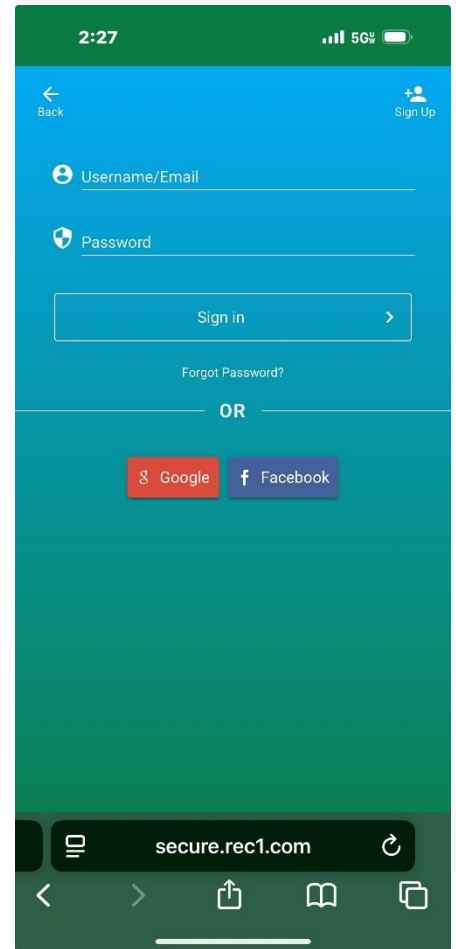 2:27 5G UW
Back Sign Up
Username/Email
Password
Sign in
Forgot Password?
OR
Google Facebook
secure.rec1.com